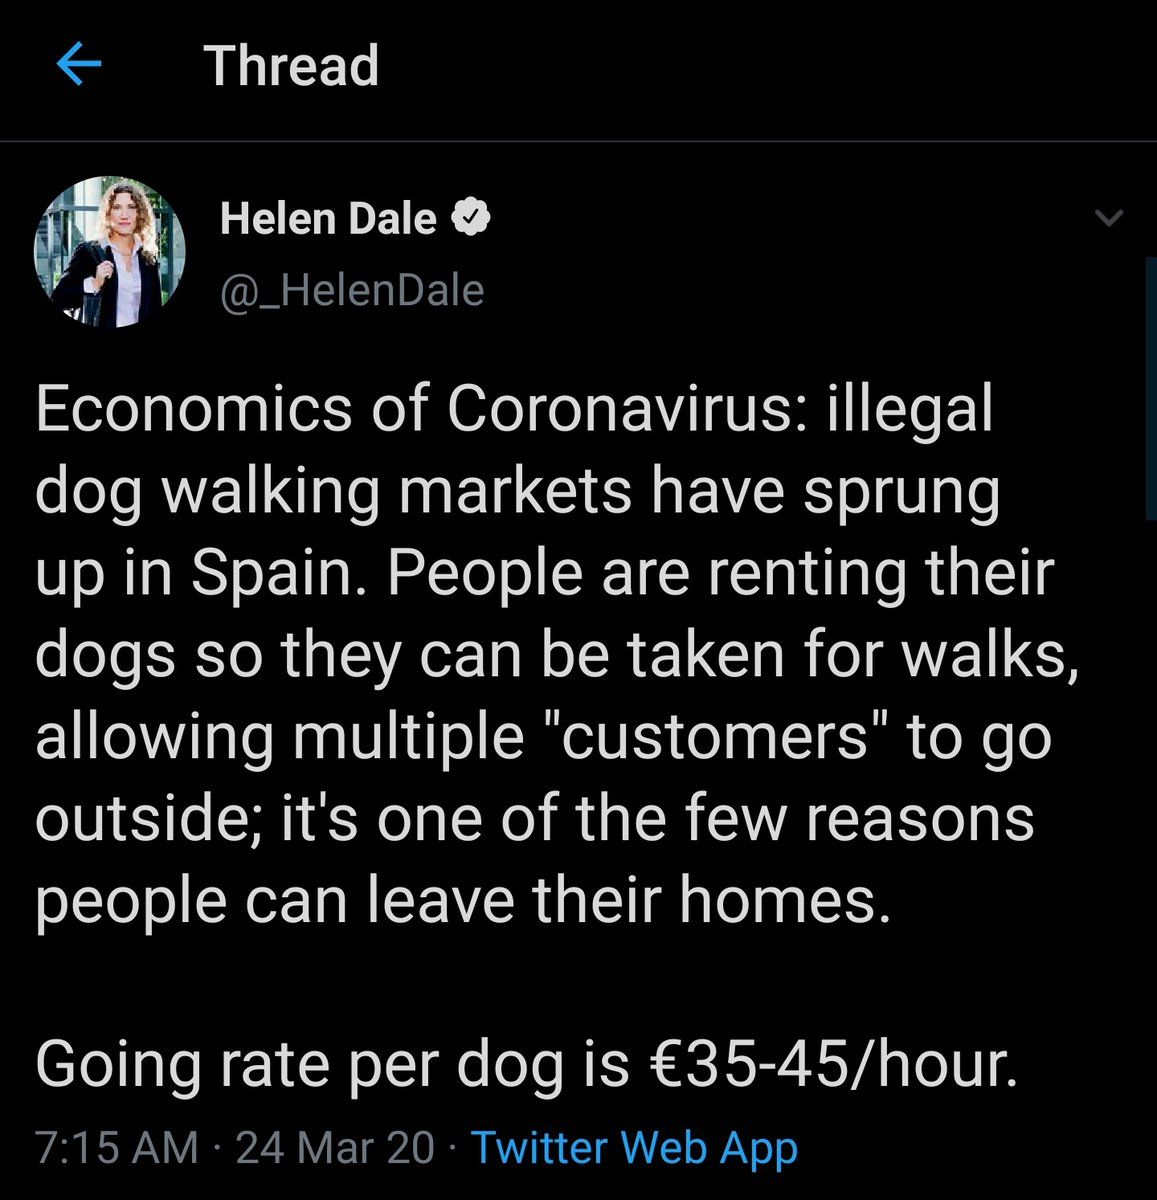 Thread
Helen Dale
@_HelenDale
Economics of Coronavirus: illegal
dog walking markets have sprung
up in Spain. People are renting their
dogs so they can be taken for walks,
allowing multiple "customers" to go
outside; it's one of the few reasons
people can leave their homes.
Going rate per dog is €35-45/hour.
7:15 AM · 24 Mar 20 · Twitter Web App